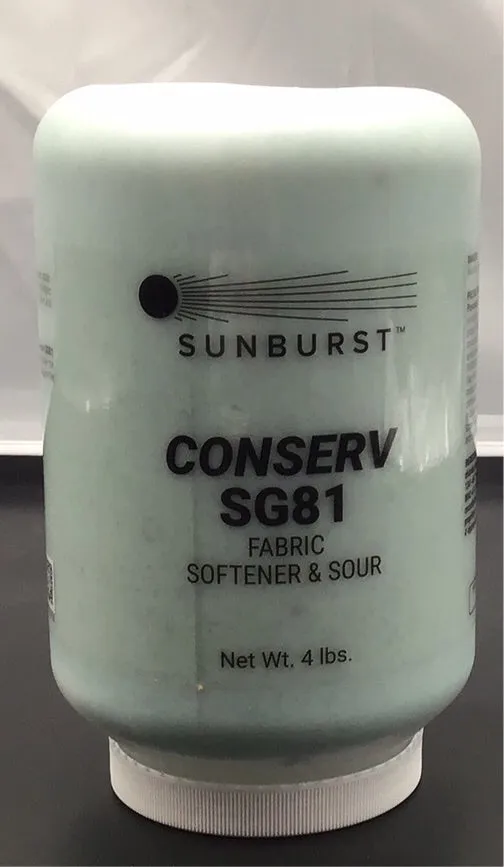 SUNBURST™
CONSERV
SG81
FABRIC
SOFTENER & SOUR
Net Wt. 4 lbs.